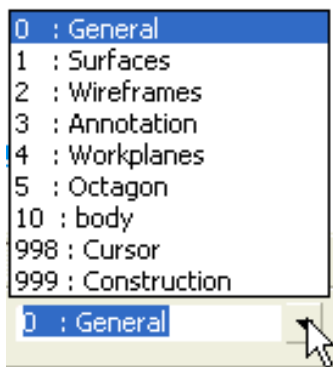 0 : General
1 : Surfaces
2 : Wireframes
3 : Annotation
4 : Workplanes
5 : Octagon
10 : body
998 : Cursor
999 : Construction
0 : General